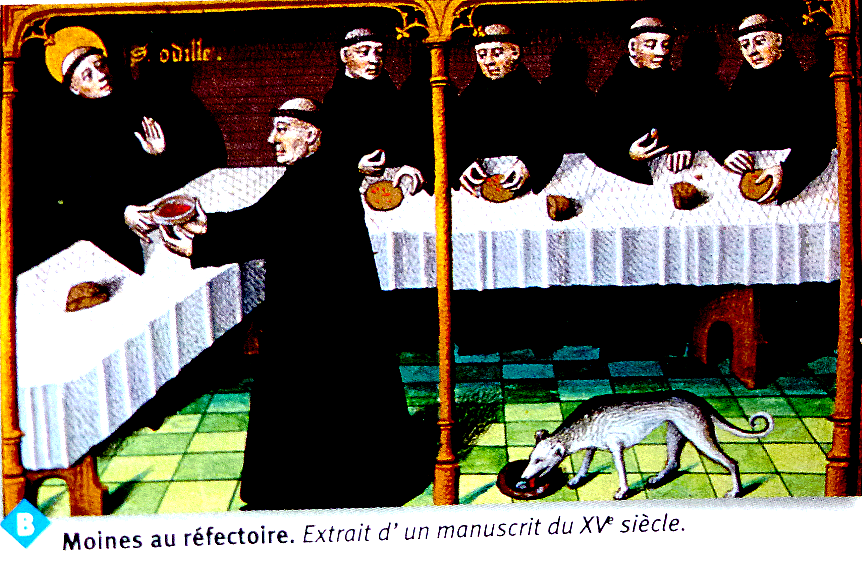 S. odille.
B
Moines au réfectoire. Extrait d' un manuscrit du XVe siècle.